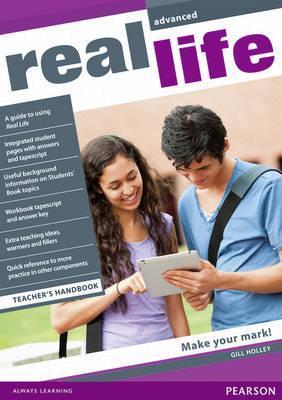 advanced
real
life
A guide to using
Real Life
Integrated student
pages with answers
and tapescript
Useful background
information on Students'
Book topics
Workbook tapescript
and answer key
Extra teaching ideas,
warmers and fillers
Quick reference to more
practice in other components
TEACHER'S HANDBOOK
Make your mark!
GILL HOLLEY
ALWAYS LEARNING
PEARSON